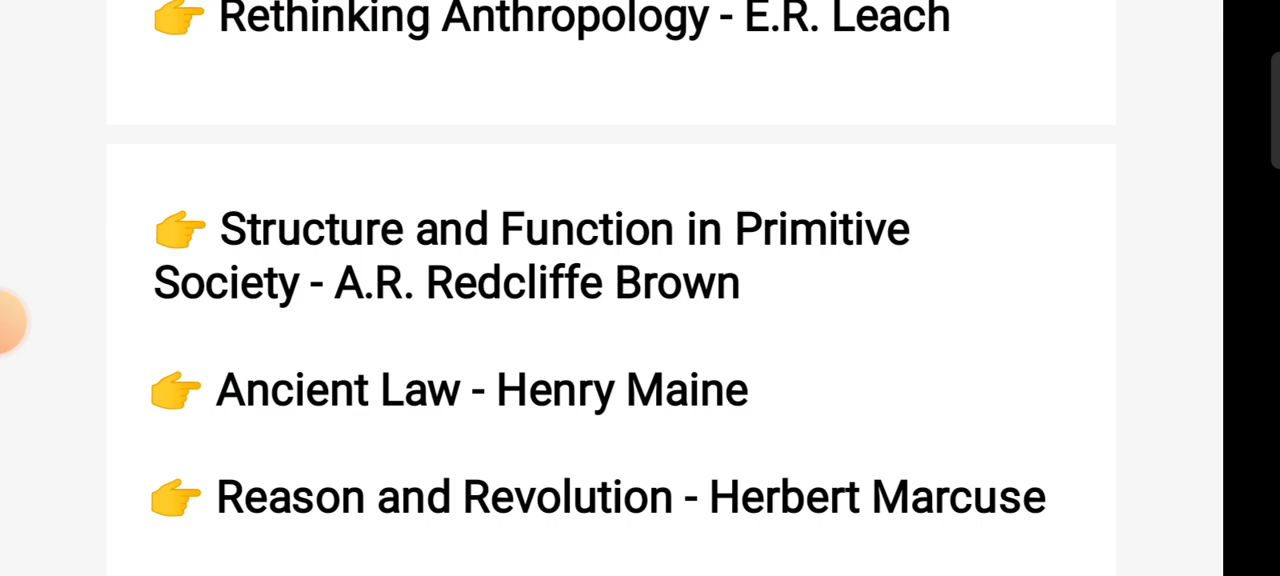 👉 Rethinking Anthropology - E.R. Leach
👉 Structure and Function in Primitive
Society - A.R. Redcliffe Brown
👉 Ancient Law - Henry Maine
👉 Reason and Revolution - Herbert Marcuse